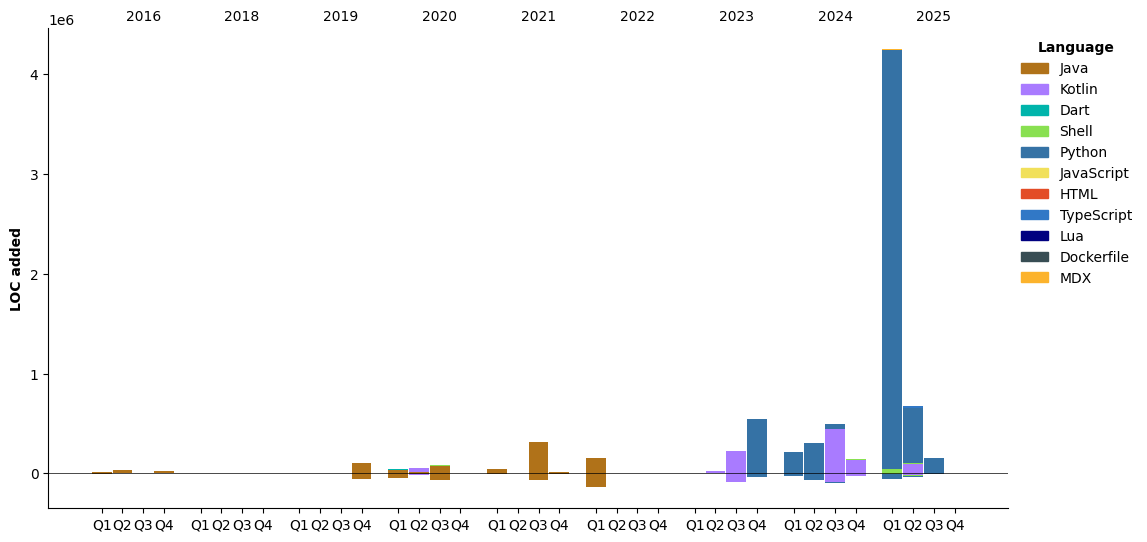 1e6
2016 2018 2019 2020 2021 2022 2023 2024 2025
LOC added
4
3
2
1
0
Q1 Q2 Q3 Q4 Q1 Q2 Q3 Q4 Q1 Q2 Q3 Q4 Q1 Q2 Q3 Q4 Q1 Q2 Q3 Q4 Q1 Q2 Q3 Q4 Q1 Q2 Q3 Q4 Q1 Q2 Q3 Q4 Q1 Q2 Q3 Q4
Language
Java
Kotlin
Dart
Shell
Python
JavaScript
HTML
TypeScript
Lua
Dockerfile
MDX